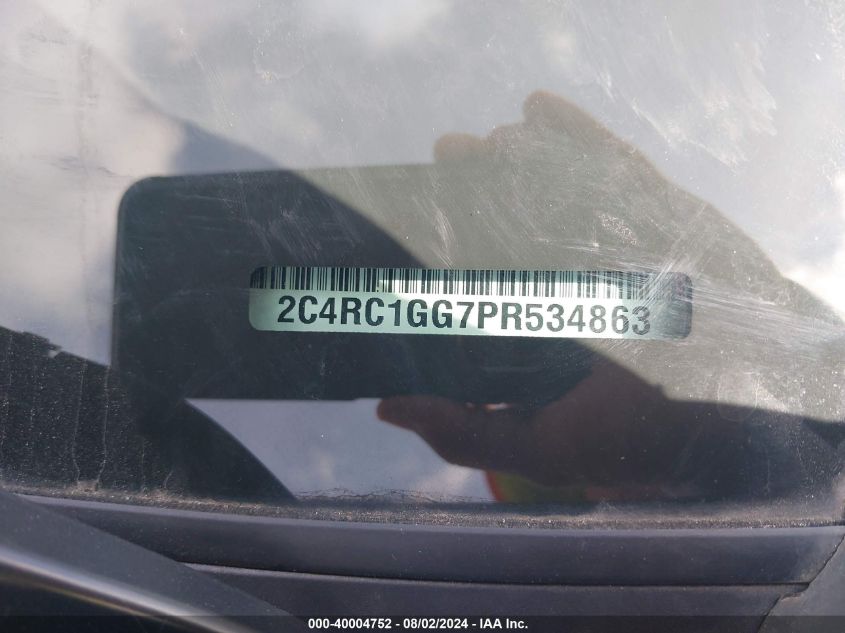 2C4RC1GG7PR534863
000-40004752 — 08/02/2024 — IAA Inc.